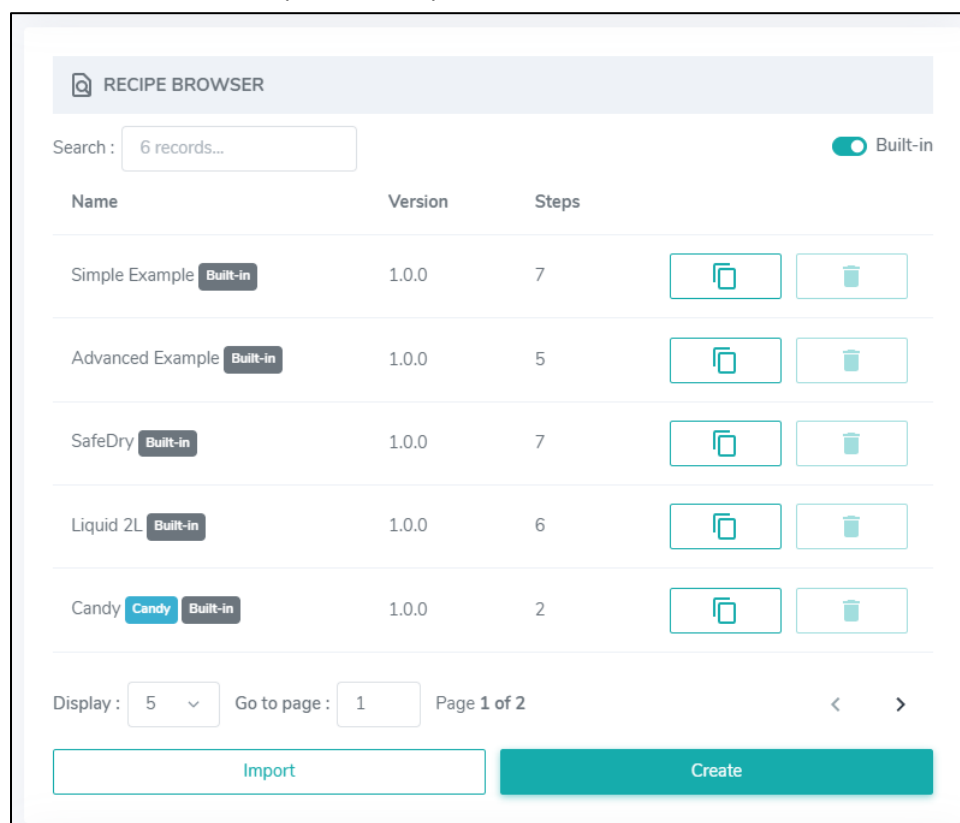 RECIPE BROWSER
Search : 6 records... Built-in
Name Version Steps
Simple Example Built-in 1.0.0 7
Advanced Example Built-in 1.0.0 5
SafeDry Built-in 1.0.0 7
Liquid 2L Built-in 1.0.0 6
Candy Candy Built-in 1.0.0 2
Display : 5 Go to page : 1 Page 1 of 2
Import Create